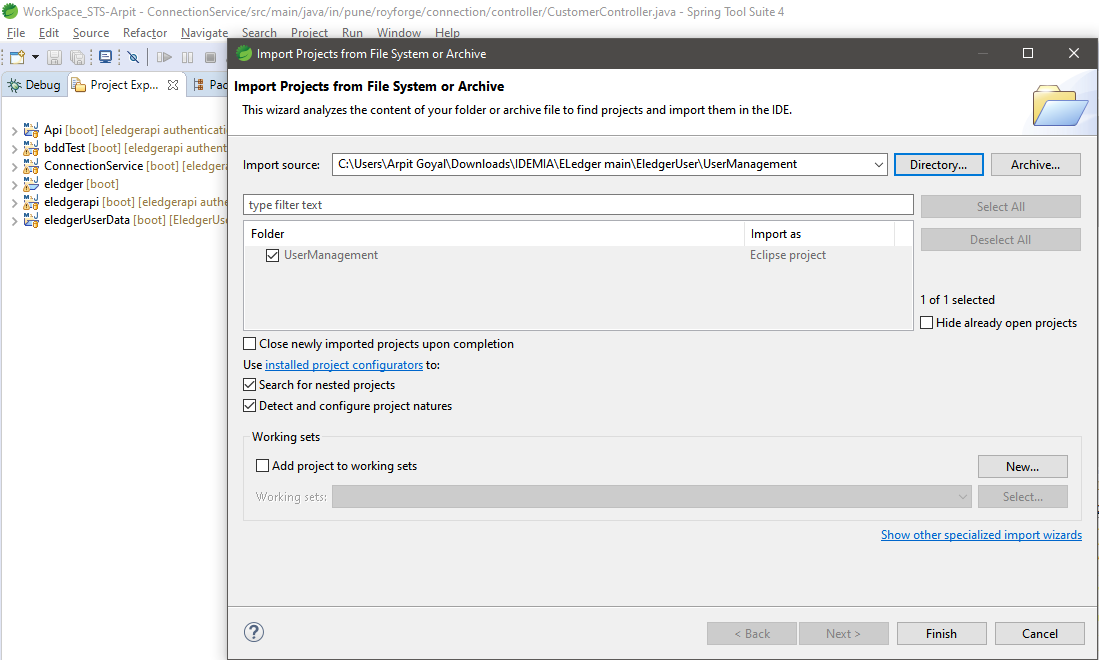 WorkSpace_STS-Arpit - ConnectionService/src/main/java/in/pune/royforge/connection/controller/CustomerController.java - Spring Tool Suite 4
File Edit Source Refactor Navigate Search Project Run Window Help
Import Projects from File System or Archive
Debug Project Exp... Pac
Import Projects from File System or Archive
This wizard analyzes the content of your folder or archive file to find projects and import them in the IDE.
Api [boot] [eledgerapi authenticati
bddTest [boot] [eledgerapi authent
ConnectionService [boot] [eledgera
eledger [boot]
eledgerapi [boot] [eledgerapi authe
eledgerUserData [boot] [EledgerUse
Import source: C:\Users\Arpit Goyal\Downloads\IDEMIA\ELedger main\EledgerUser\UserManagement Directory... Archive...
type filter text Select All
Folder Import as Deselect All
UserManagement Eclipse project
1 of 1 selected
Hide already open projects
Close newly imported projects upon completion
Use installed project configurators to:
Search for nested projects
Detect and configure project natures
Working sets
Add project to working sets New...
Working sets: Select...
Show other specialized import wizards
? < Back Next > Finish Cancel